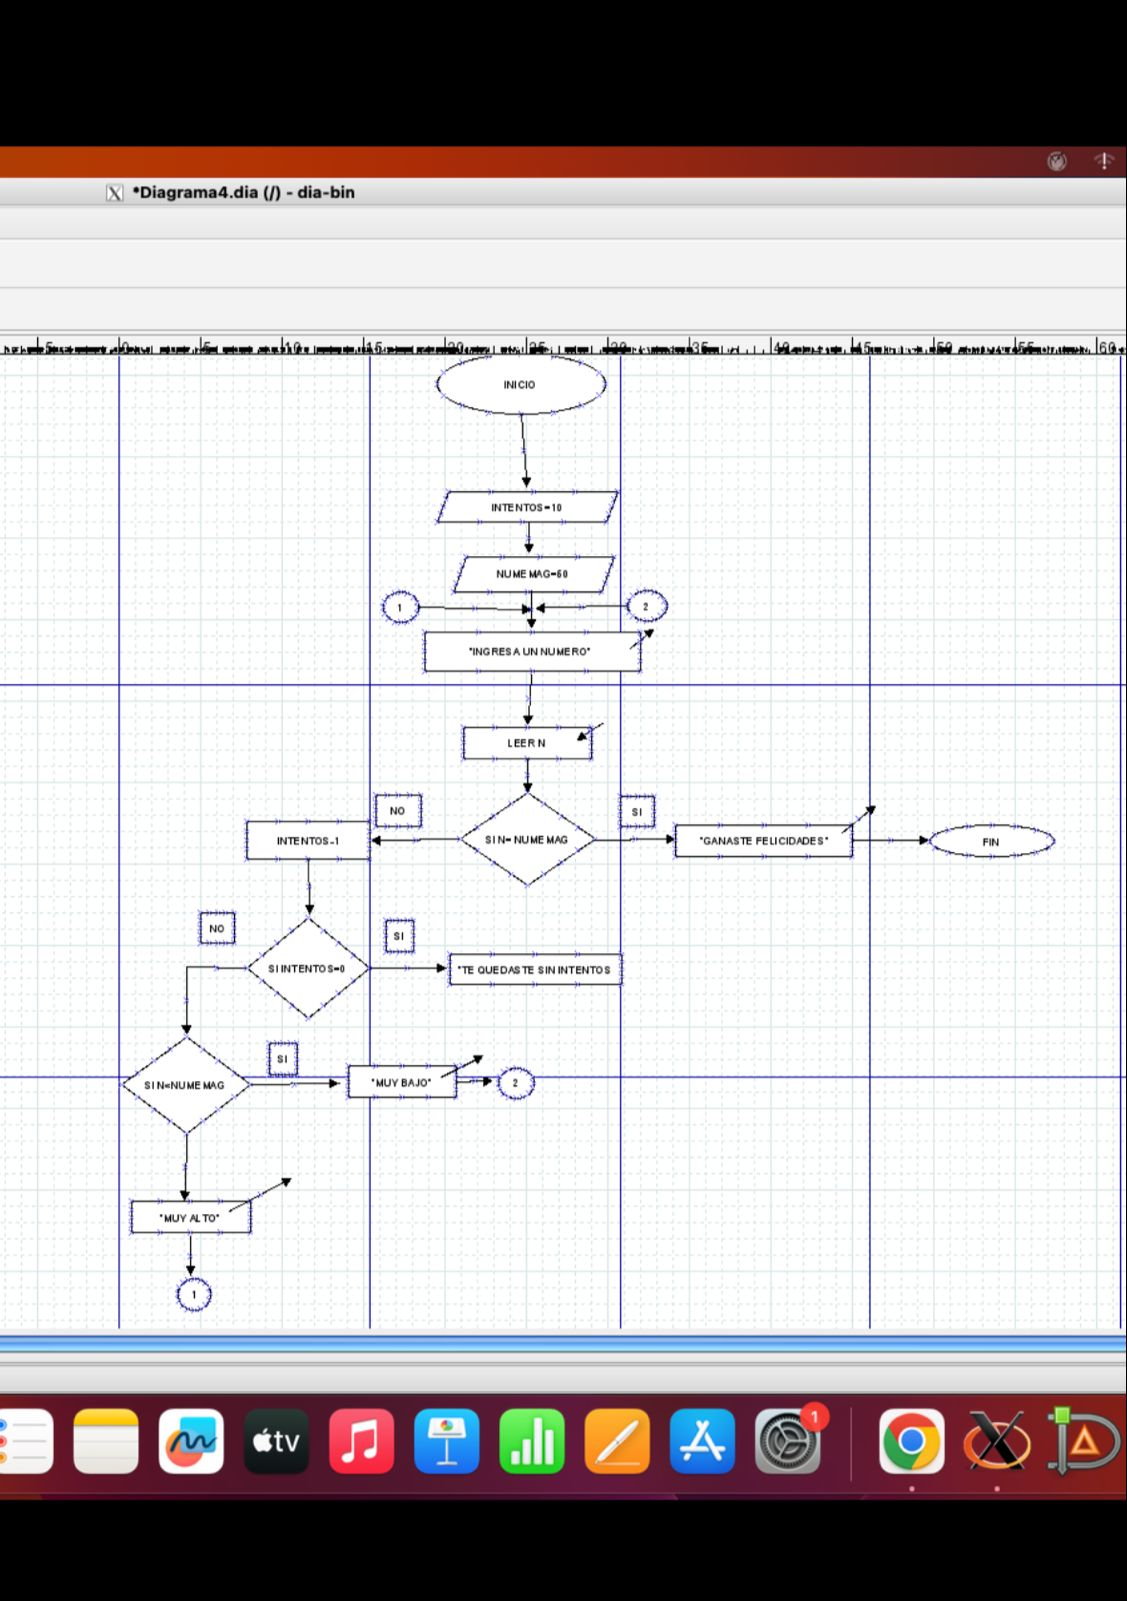 *Diagrama4.dia (/) - dia-bin
INICIO
INTENTOS=10
NUMEMAG=50
1
2
"INGRESA UN NUMERO"
LEER N
NO
SI
INTENTOS-1
SI N= NUMEMAG
"GANASTE FELICIDADES"
FIN
NO
SI
SI INTENTOS=0
"TE QUEDASTE SIN INTENTOS
SI
SI N<NUMEMAG
"MUY BAJO"
2
"MUY ALTO"
1
tv
1